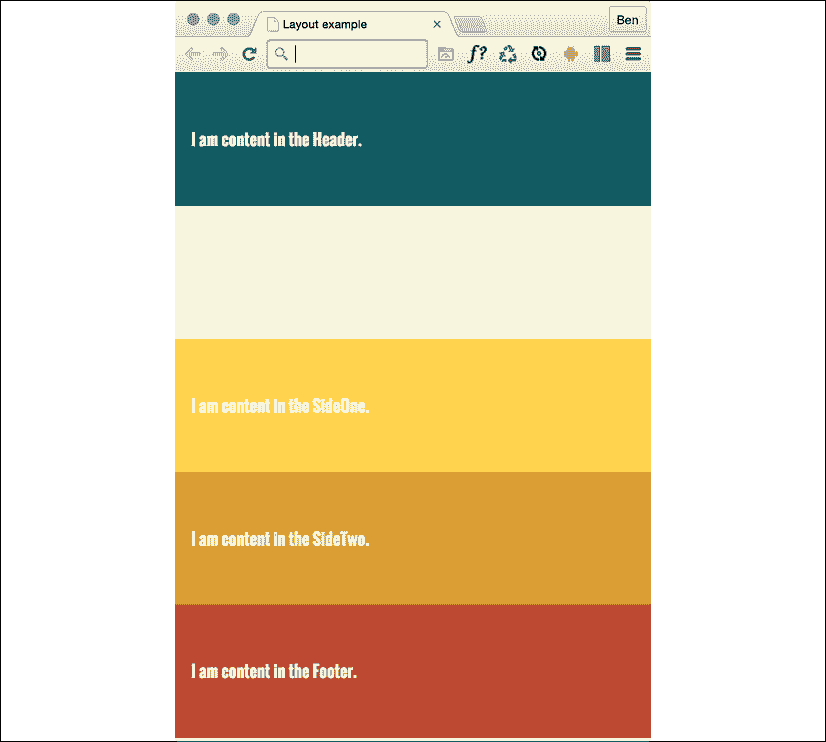 Layout example
Ben
f?
I am content in the Header.
I am content in the SideOne.
I am content in the SideTwo.
I am content in the Footer.